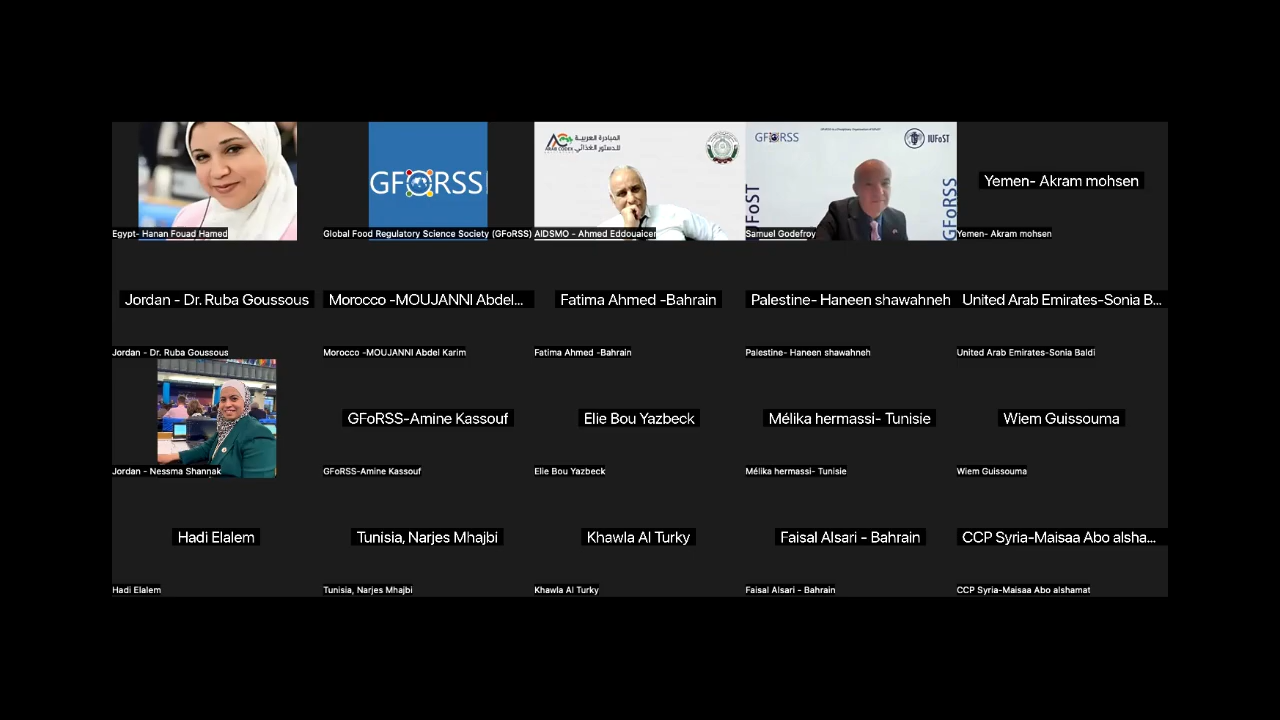 المبادرة العربية
للدستور الغذائي
ARAB CODEX
GFoRSS
IUFoST
GFoRSS
FoST
GFoRSS
Yemen- Akram mohsen
Egypt- Hanan Fouad Hamed
Global Food Regulatory Science Society (GFoRSS)
AIDSMO - Ahmed Eddouaicer
Samuel Godefroy
Yemen- Akram mohsen
Jordan - Dr. Ruba Goussous
Morocco -MOUJANNI Abdel...
Fatima Ahmed -Bahrain
Palestine- Haneen shawahneh
United Arab Emirates-Sonia B...
Jordan - Dr. Ruba Goussous
Morocco -MOUJANNI Abdel Karim
Fatima Ahmed -Bahrain
Palestine- Haneen shawahneh
United Arab Emirates-Sonia Baldi
GFoRSS-Amine Kassouf
Elie Bou Yazbeck
Mélika hermassi- Tunisie
Wiem Guissouma
Jordan - Nessma Shannak
GFoRSS-Amine Kassouf
Elie Bou Yazbeck
Mélika hermassi- Tunisie
Wiem Guissouma
Hadi Elalem
Tunisia, Narjes Mhajbi
Khawla Al Turky
Faisal Alsari - Bahrain
CCP Syria-Maisaa Abo alsha...
Hadi Elalem
Tunisia, Narjes Mhajbi
Khawla Al Turky
Faisal Alsari - Bahrain
CCP Syria-Maisaa Abo alshamat